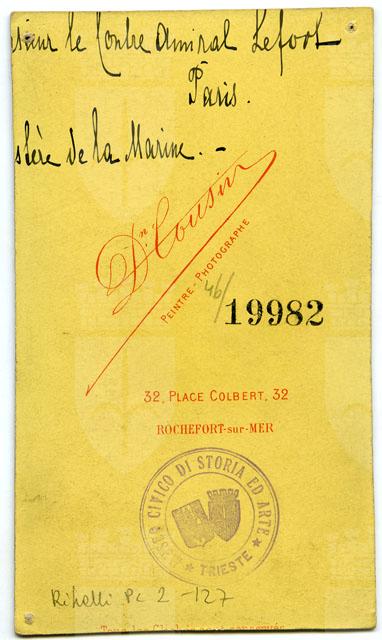 sieur le Contre Amiral Lefort
Paris.
stère de la Marine. -
Dn Cousin
PEINTRE-PHOTOGRAPHE
46/
19982
32, PLACE COLBERT, 32
ROCHEFORT-sur-MER
MUSEO CIVICO DI STORIA ED ARTE
★ TRIESTE ★
Pc 2 -127